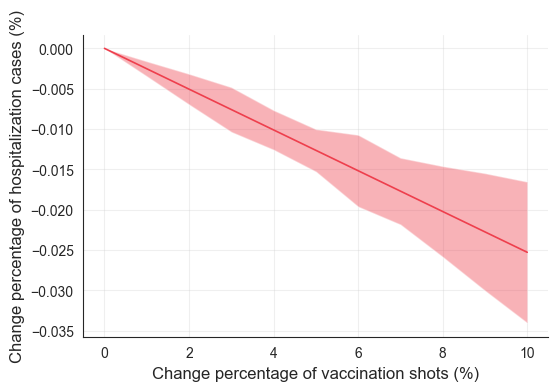 Change percentage of hospitalization cases (%)
0.000
−0.005
−0.010
−0.015
−0.020
−0.025
−0.030
−0.035
0 2 4 6 8 10
Change percentage of vaccination shots (%)